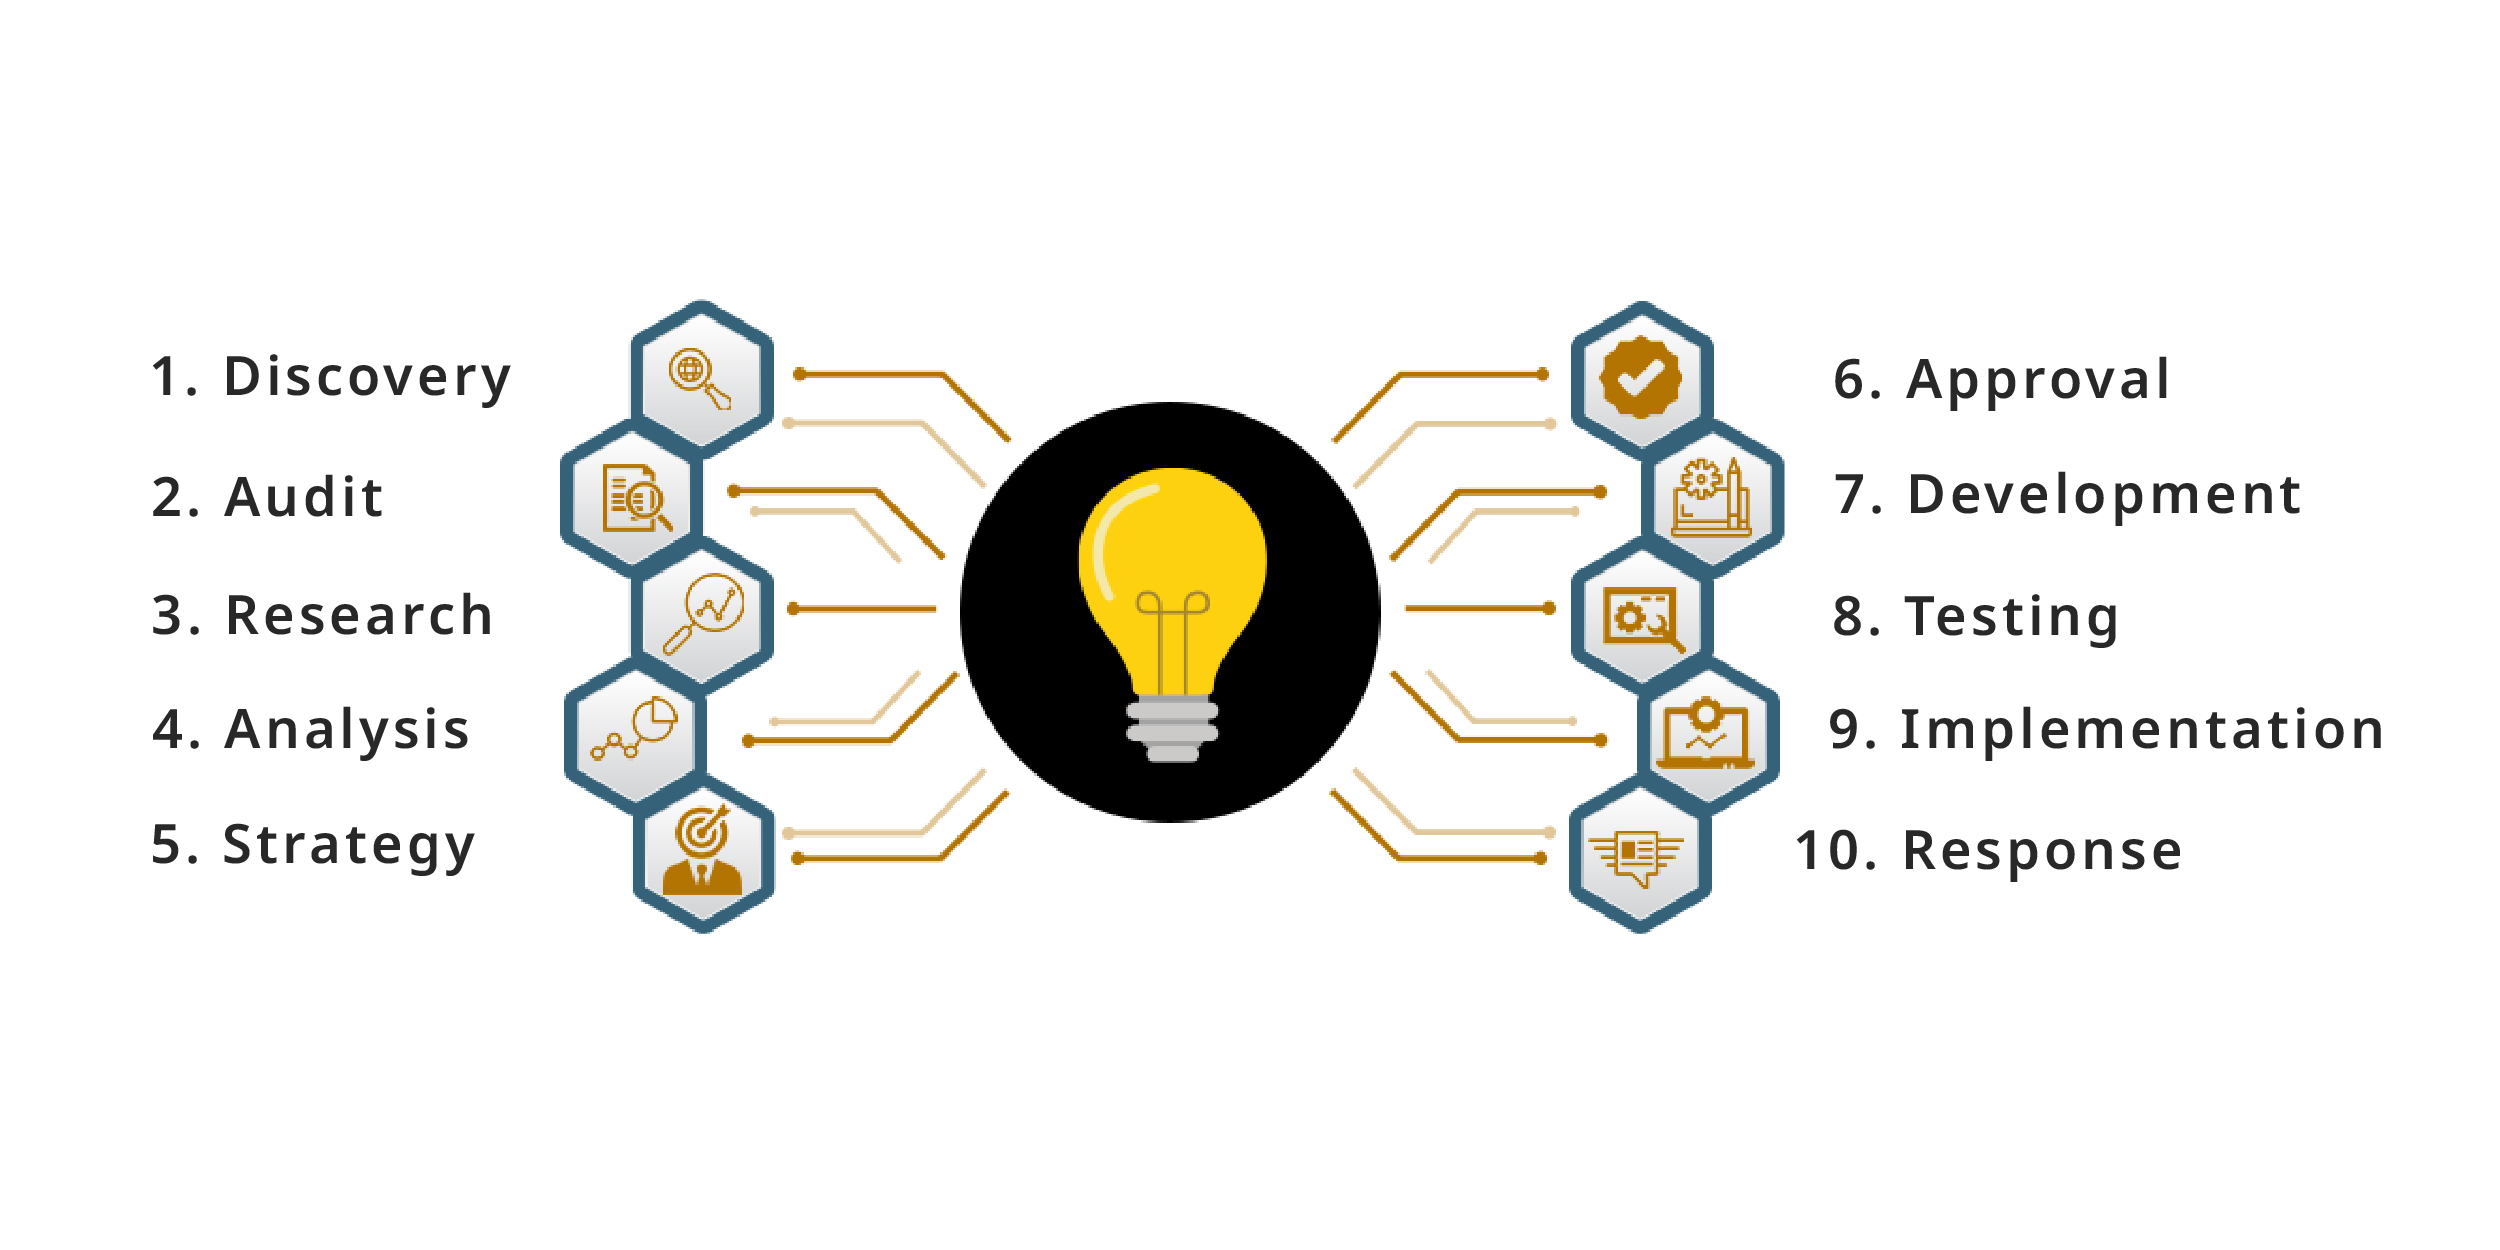 1. Discovery
2. Audit
3. Research
4. Analysis
5. Strategy
6. Approval
7. Development
8. Testing
9. Implementation
10. Response